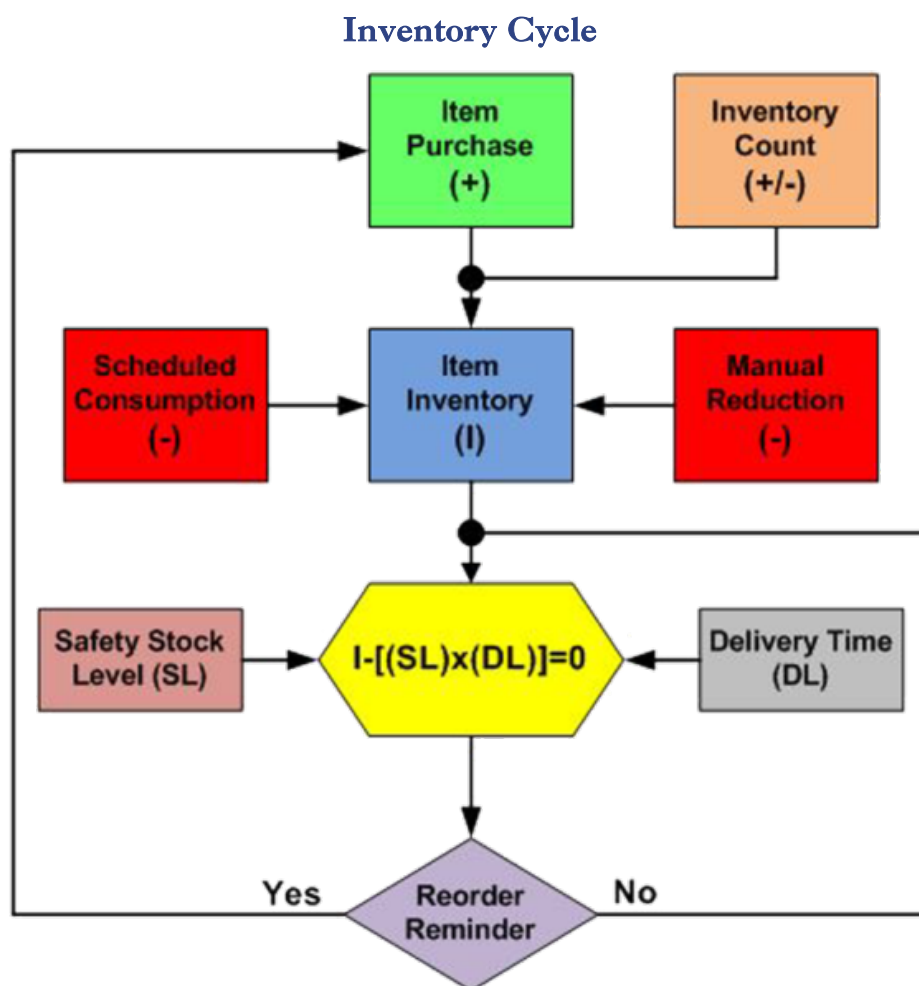 Inventory Cycle
Item
Purchase
(+)
Inventory
Count
(+/-)
Scheduled
Consumption
(-)
Item
Inventory
(I)
Manual
Reduction
(-)
Safety Stock
Level (SL)
I-[(SL)x(DL)]=0
Delivery Time
(DL)
Yes
Reorder
Reminder
No